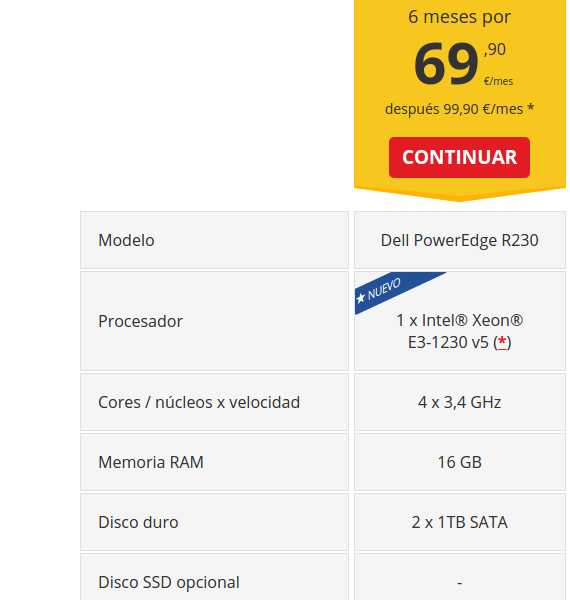 6 meses por
69,90
€/mes
después 99,90 €/mes *
CONTINUAR
Modelo
Dell PowerEdge R230
NUEVO
Procesador
1 x Intel® Xeon®
E3-1230 v5 (*)
Cores / núcleos x velocidad
4 x 3,4 GHz
Memoria RAM
16 GB
Disco duro
2 x 1TB SATA
Disco SSD opcional
-